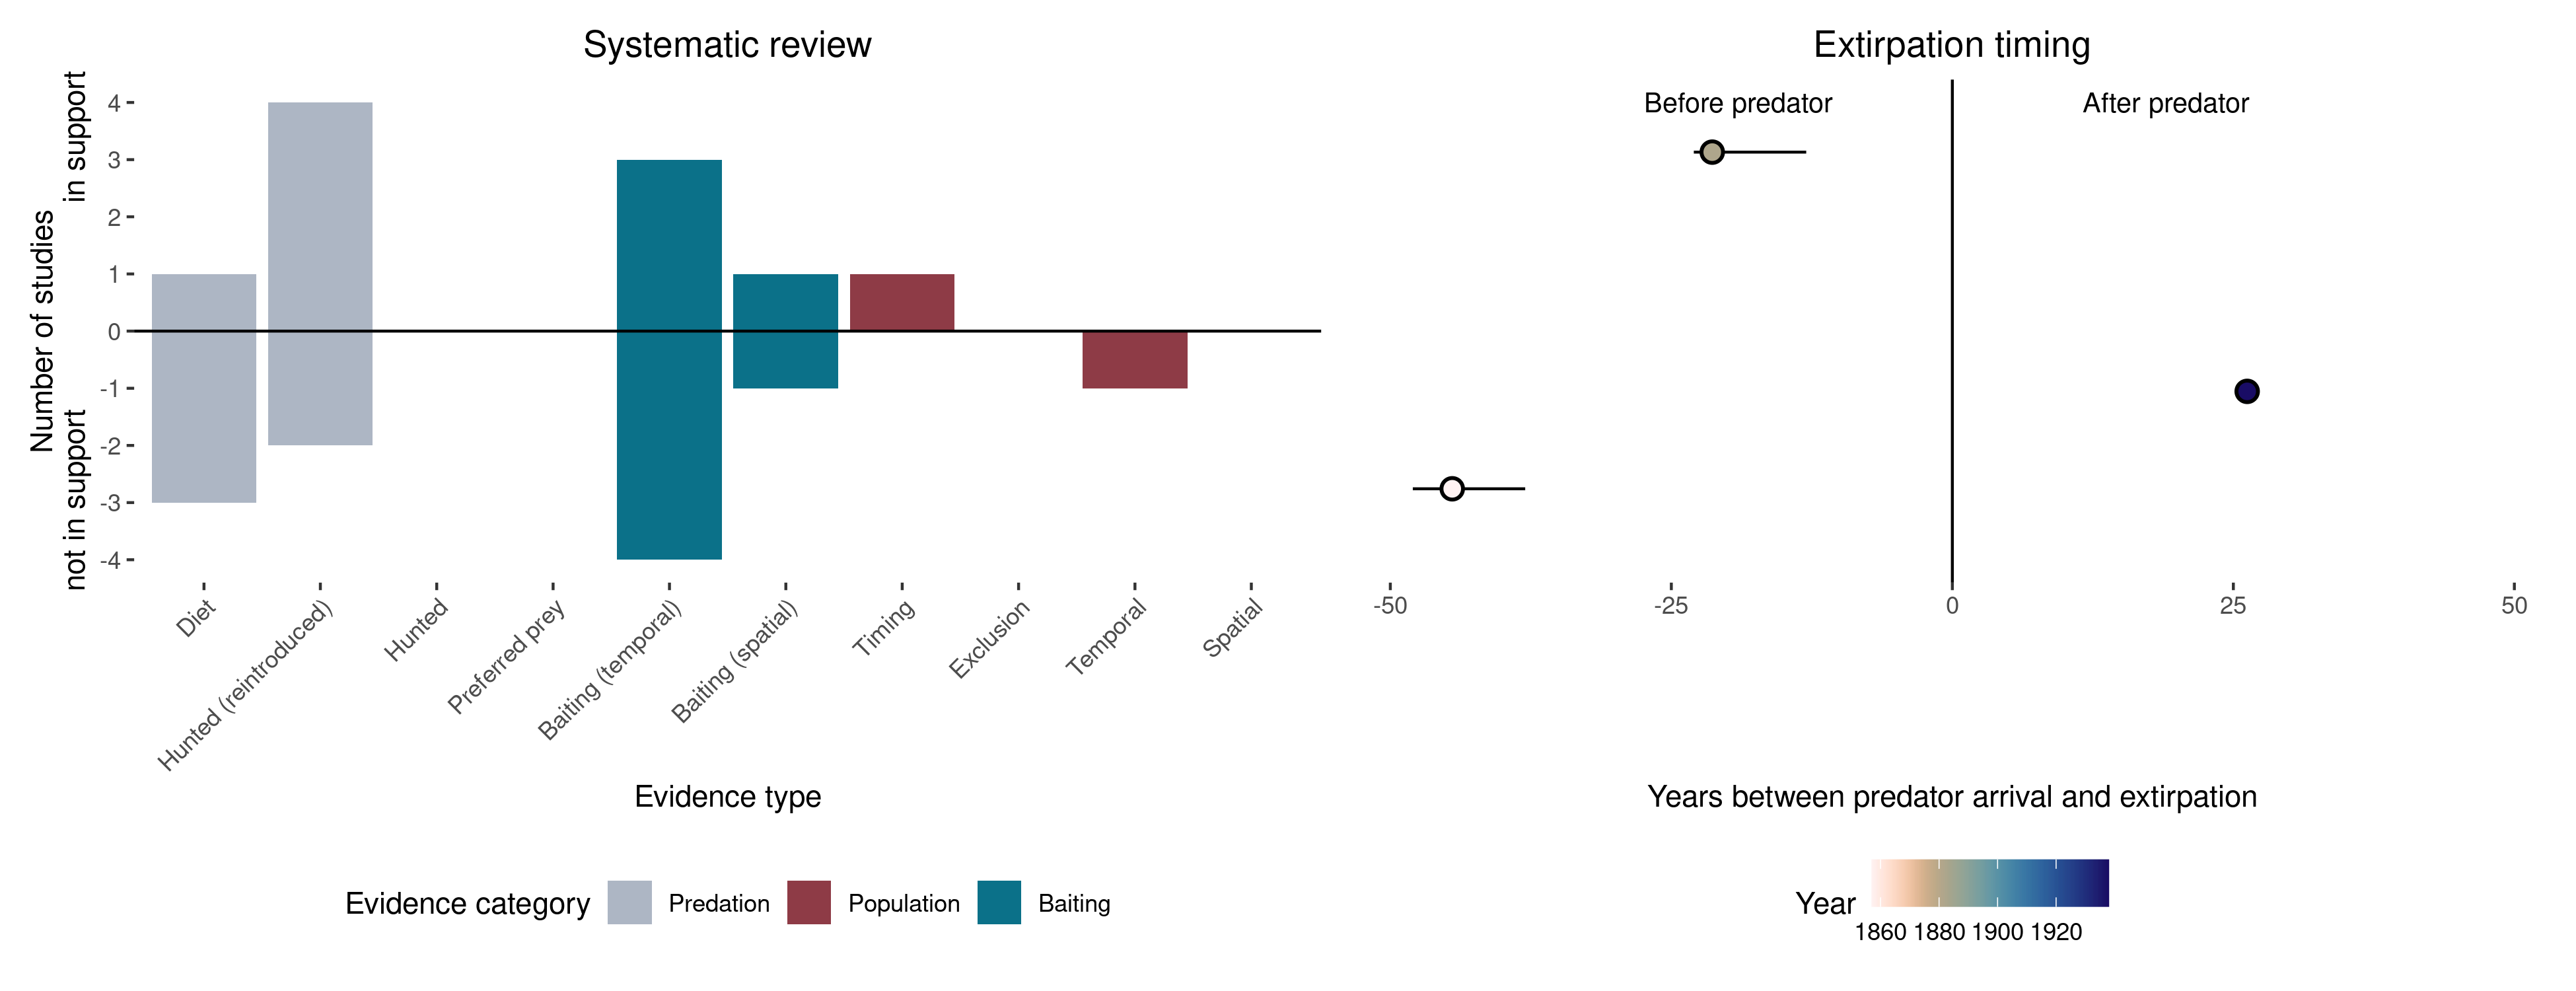 Systematic review
Number of studies
in support
not in support
4
3
2
1
0
-1
-2
-3
-4
Diet
Hunted (reintroduced)
Hunted
Preferred prey
Baiting (temporal)
Baiting (spatial)
Timing
Exclusion
Temporal
Spatial
Evidence type
Evidence category
Predation
Population
Baiting
Extirpation timing
Before predator
After predator
-50
-25
0
25
50
Years between predator arrival and extirpation
Year
1860 1880 1900 1920